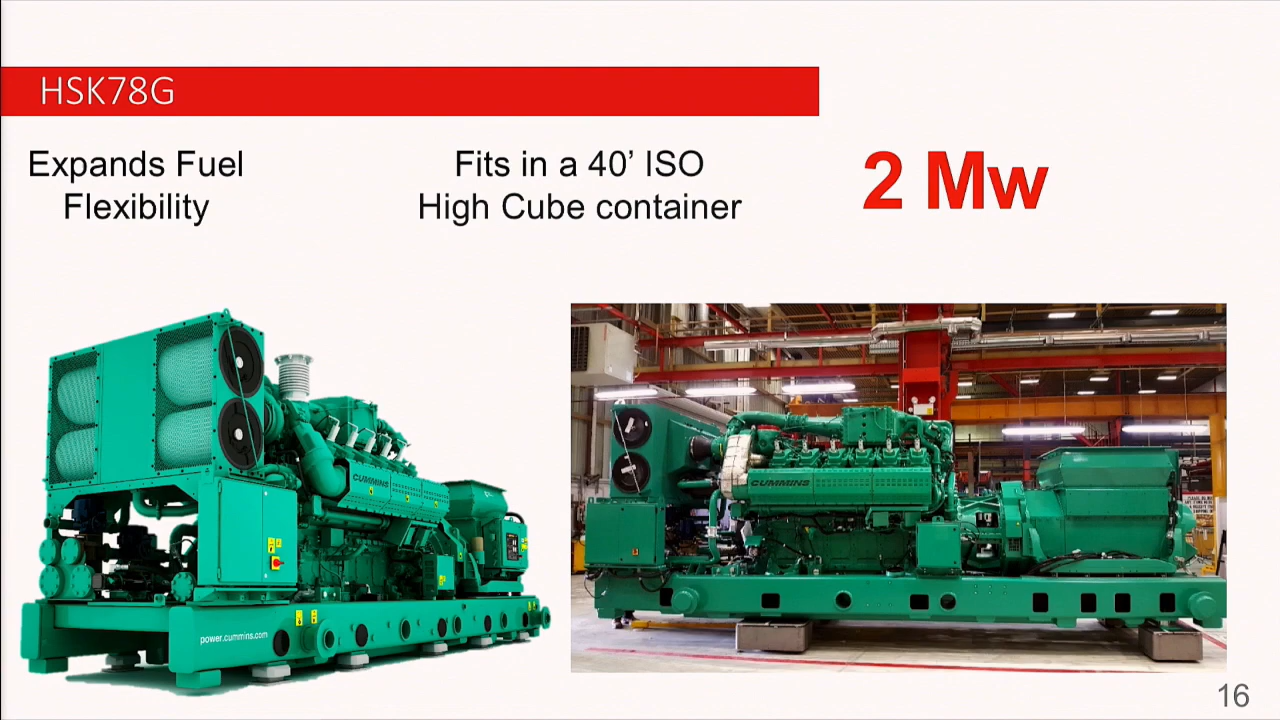 HSK78G
Expands Fuel
Flexibility
Fits in a 40’ ISO
High Cube container
2 Mw
CUMMINS
power.cummins.com
CUMMINS
16